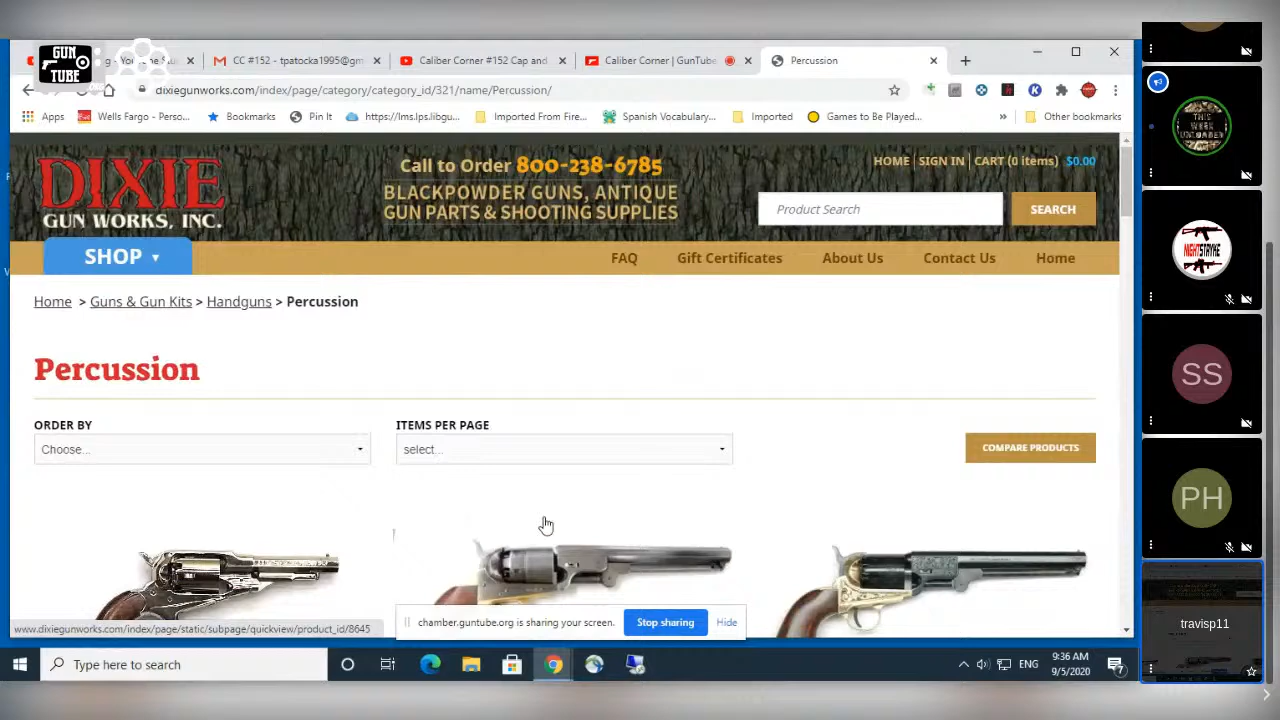 GUN
TUBE
CC #152 - tpatocka1995@gm
Caliber Corner #152 Cap and
Caliber Corner | GunTube
Percussion
dixiegunworks.com/index/page/category/category_id/321/name/Percussion/
Apps
Wells Fargo - Perso...
Bookmarks
Pin It
https://lms.lps.libgu...
Imported From Fire...
Spanish Vocabulary...
Imported
Games to Be Played...
Other bookmarks
DIXIE
GUN WORKS, INC.
Call to Order 800-238-6785
BLACKPOWDER GUNS, ANTIQUE
GUN PARTS & SHOOTING SUPPLIES
HOME | SIGN IN | CART (0 items) $0.00
Product Search
SEARCH
SHOP
FAQ
Gift Certificates
About Us
Contact Us
Home
Home > Guns & Gun Kits > Handguns > Percussion
Percussion
ORDER BY
ITEMS PER PAGE
Choose...
select...
COMPARE PRODUCTS
www.dixiegunworks.com/index/page/static/subpage/quickview/product_id/8645
chamber.guntube.org is sharing your screen.
Stop sharing
Hide
Type here to search
ENG
9:36 AM
9/5/2020
7
THIS
WEEK
UNLOADED
NIGHTSTRYKE
SS
PH
travisp11